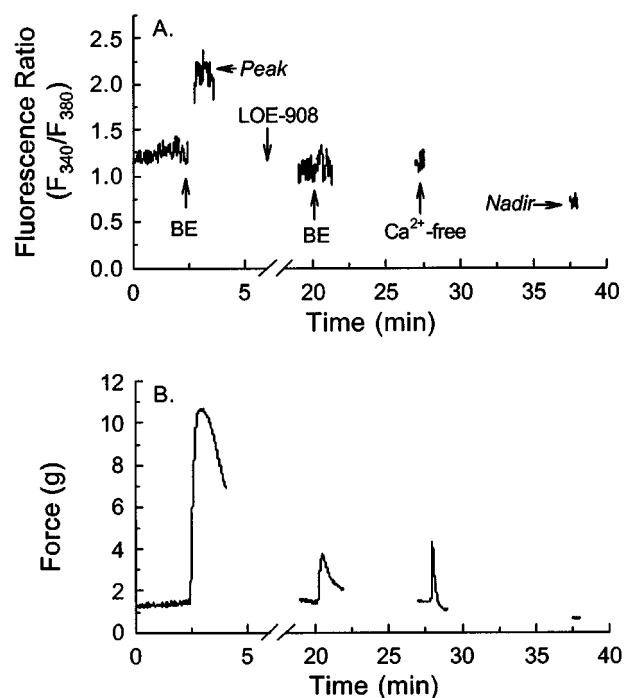 A.
Fluorescence Ratio
(F340/F380)
2.5
2.0
1.5
1.0
0.5
0.0
Peak
LOE-908
BE
BE
Ca2+-free
Nadir
0 5 20 25 30 35 40
Time (min)
B.
Force (g)
12
10
8
6
4
2
0
0 5 20 25 30 35 40
Time (min)